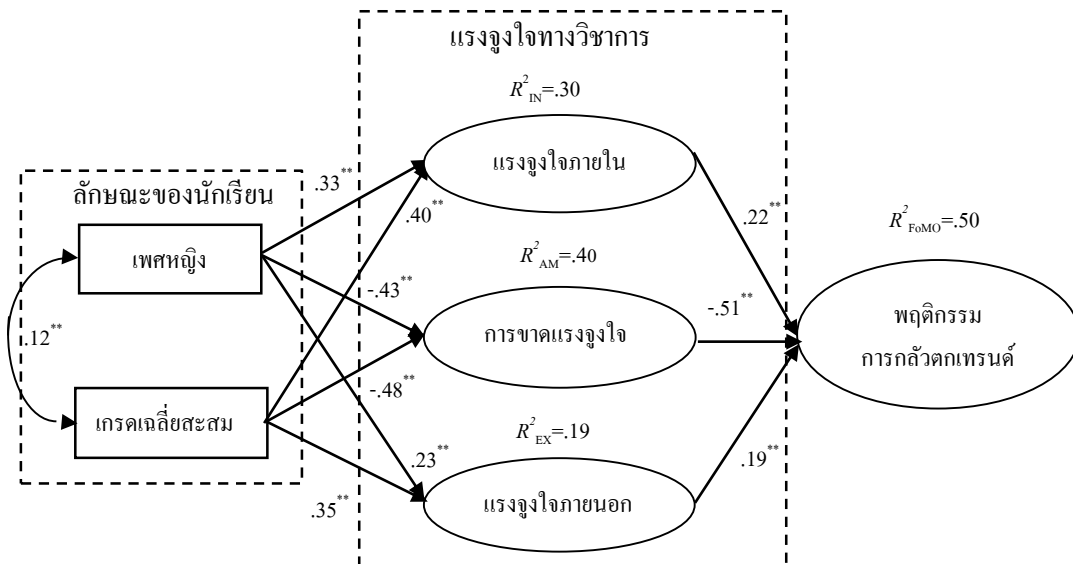 แรงจูงใจทางวิชาการ
R²IN=.30
แรงจูงใจภายใน
ลักษณะของนักเรียน
.33**
.40**
.22**
R²FoMO=.50
เพศหญิง
R²AM=.40
-.43**
-.51**
การขาดแรงจูงใจ
พฤติกรรม
การกลัวตกเทรนด์
.12**
-.48**
เกรดเฉลี่ยสะสม
R²EX=.19
.23**
.19**
.35**
แรงจูงใจภายนอก